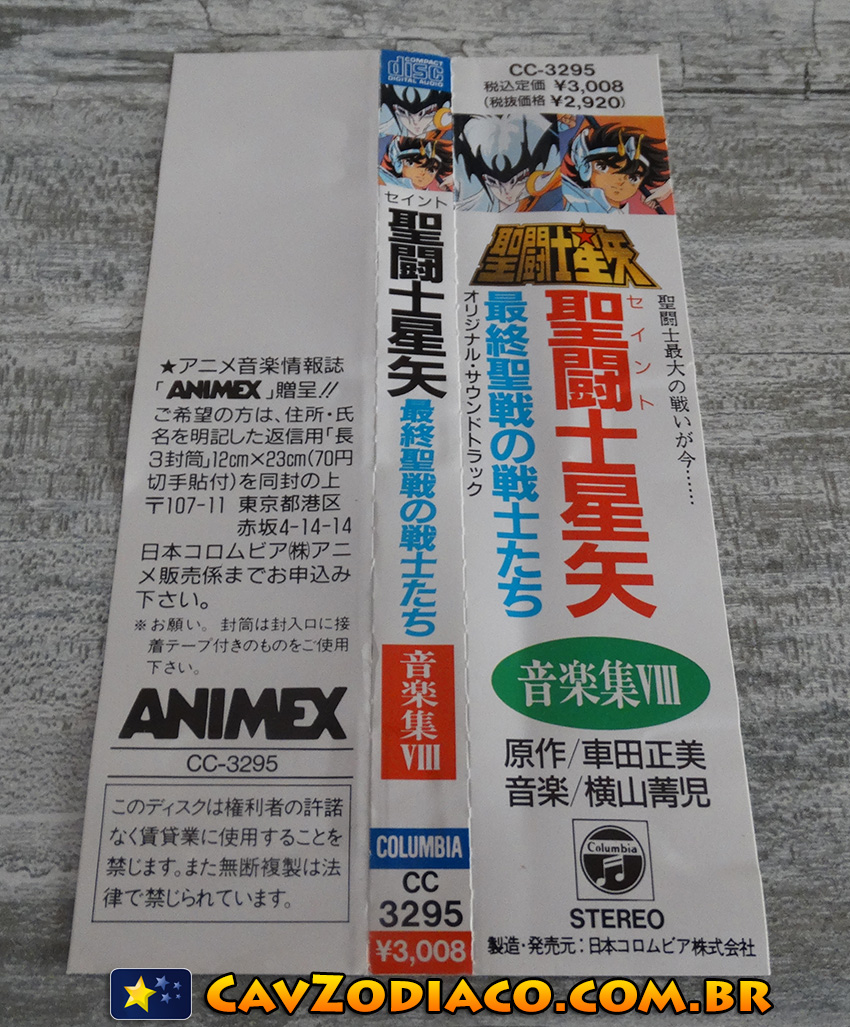 ★アニメ音楽情報誌
「ANIMEX」贈呈!!
ご希望の方は、住所・氏
名を明記した返信用「長
3封筒」12cm×23cm(70円
切手貼付)を同封の上
〒107-11 東京都港区
赤坂4-14-14
日本コロムビア㈱アニ
メ販売係までお申込み
下さい。
※お願い。封筒は封入口に接
着テープ付きのものをご使用
下さい。
ANIMEX
CC-3295
このディスクは権利者の許諾
なく賃貸業に使用することを
禁じます。また無断複製は法
律で禁じられています。
COMPACT
disc
DIGITAL AUDIO
セイント
聖闘士星矢
最終聖戦の戦士たち
音楽集VIII
COLUMBIA
CC
3295
¥3,008
CC-3295
税込定価 ¥3,008
(税抜価格 ¥2,920)
聖闘士星矢
聖闘士最大の戦いが今……
セイント
聖闘士星矢
最終聖戦の戦士たち
オリジナル・サウンドトラック
音楽集VIII
原作/車田正美
音楽/横山菁児
Columbia
STEREO
製造・発売元:日本コロムビア株式会社
CavZodiaco.com.br